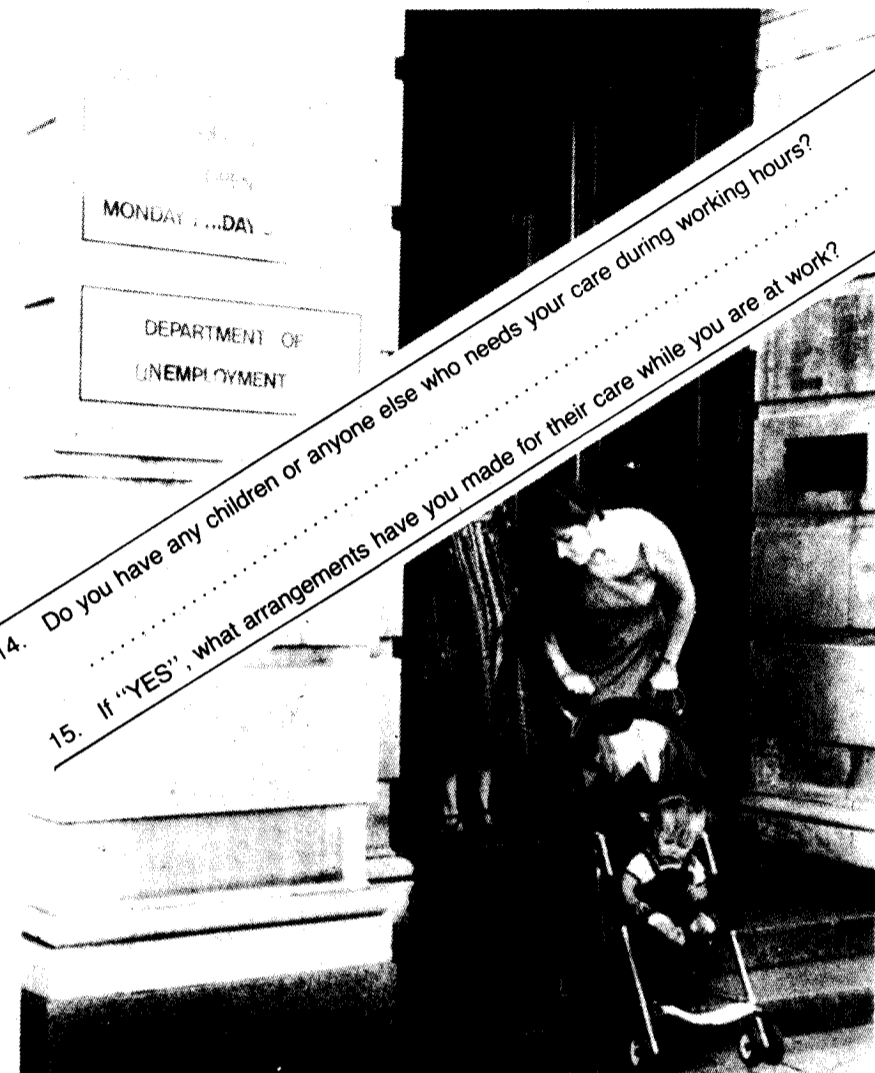 MONDAY
DEPARTMENT OF
UNEMPLOYMENT
14. Do you have any children or anyone else who needs your care during working hours?
15. If “YES”, what arrangements have you made for their care while you are at work?